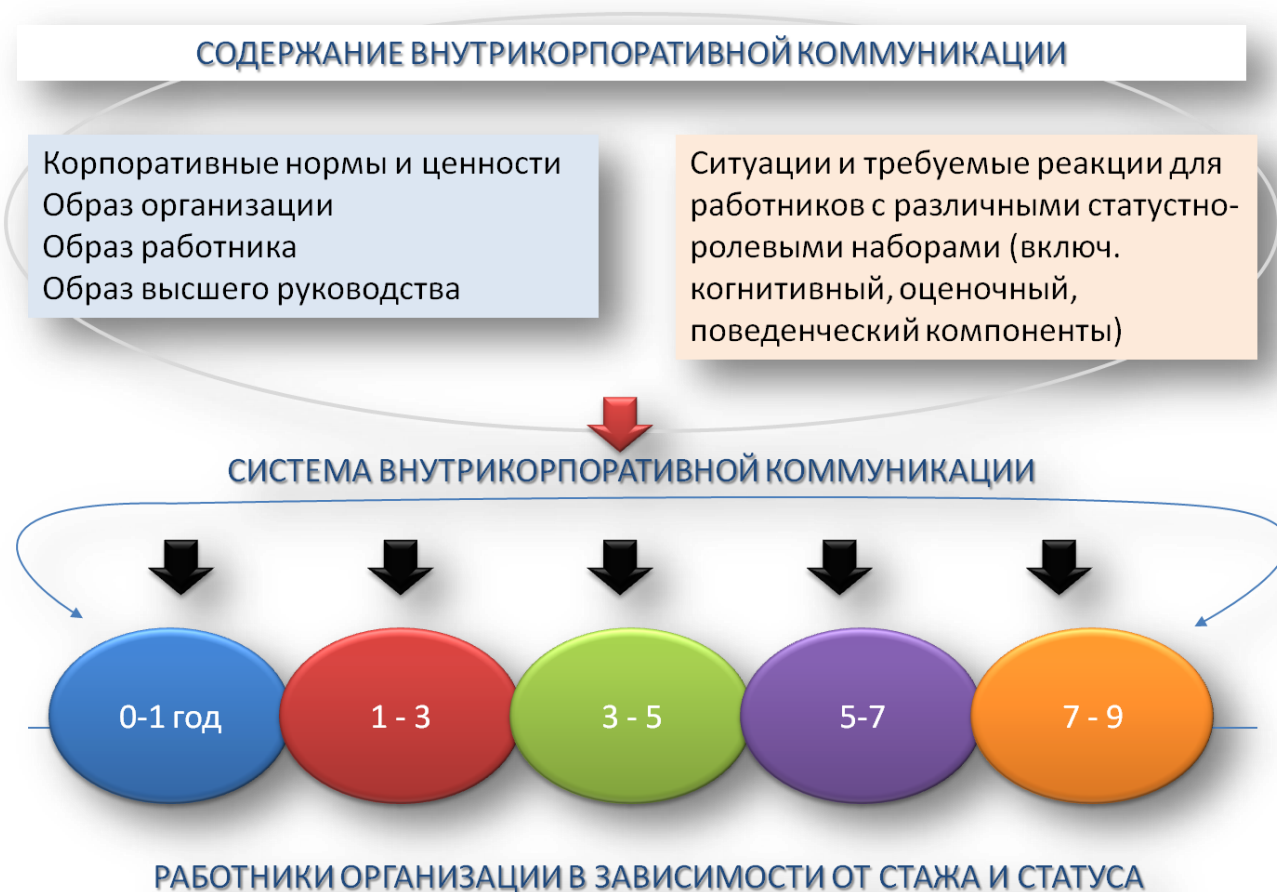 СОДЕРЖАНИЕ ВНУТРИКОРПОРАТИВНОЙ КОММУНИКАЦИИ
Корпоративные нормы и ценности
Образ организации
Образ работника
Образ высшего руководства
Ситуации и требуемые реакции для
работников с различными статустно-
ролевыми наборами (включ.
когнитивный, оценочный,
поведенческий компоненты)
СИСТЕМА ВНУТРИКОРПОРАТИВНОЙ КОММУНИКАЦИИ
0-1 год
1 - 3
3 - 5
5-7
7 - 9
РАБОТНИКИ ОРГАНИЗАЦИИ В ЗАВИСИМОСТИ ОТ СТАЖА И СТАТУСА